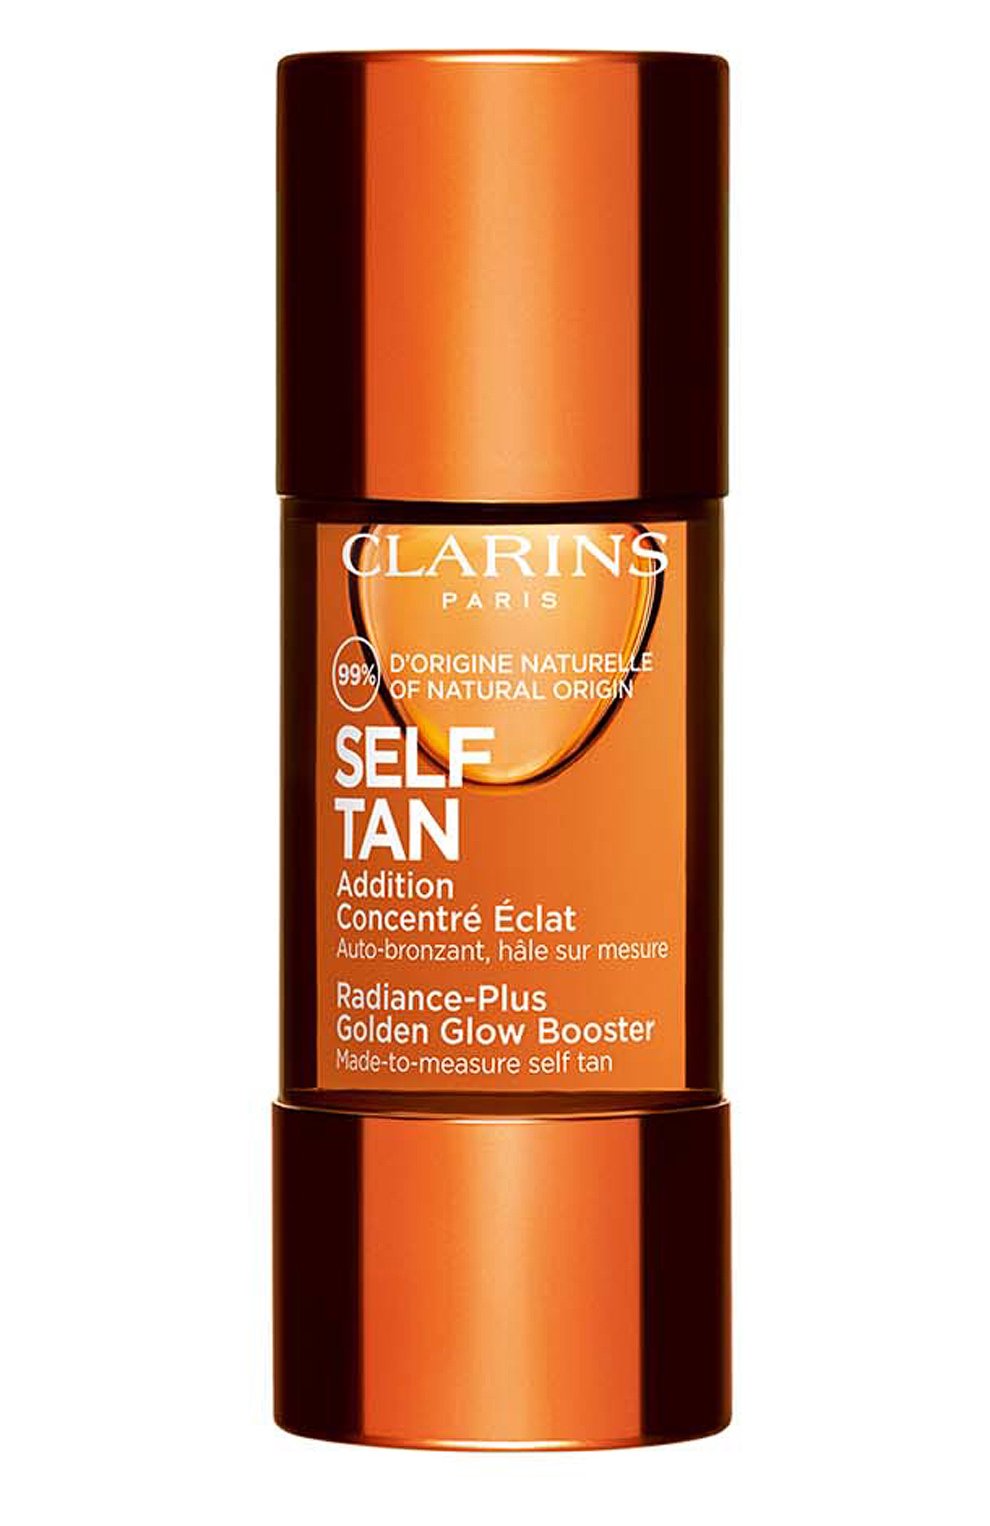 CLARINS
PARIS
99% D'ORIGINE NATURELLE
OF NATURAL ORIGIN
SELF
TAN
Addition
Concentré Éclat
Auto-bronzant, hâle sur mesure
Radiance-Plus
Golden Glow Booster
Made-to-measure self tan